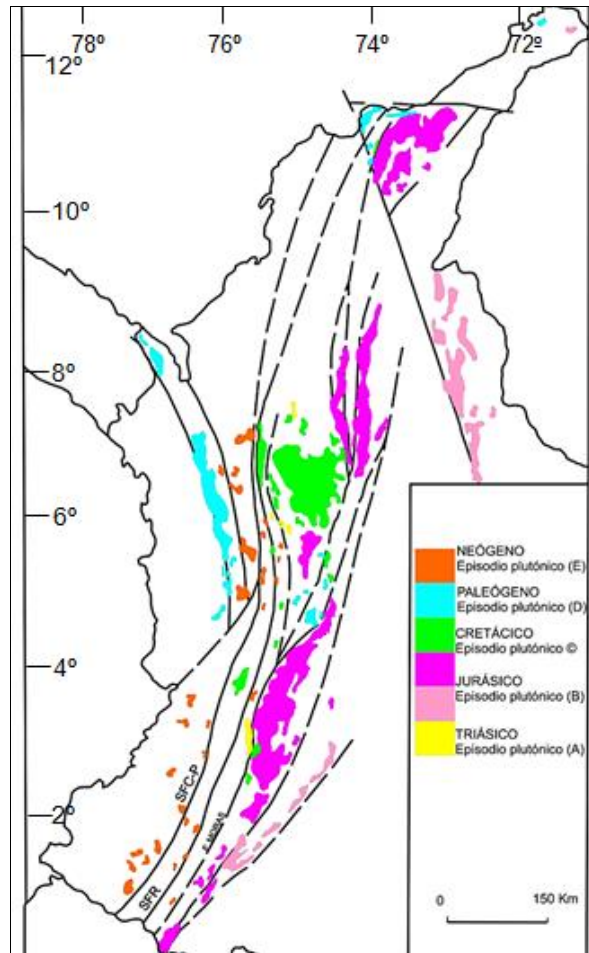 78º 76º 74º 72º
12º
10º
8º
6º
4º
2º
SFC-P
SFR
NEÓGENO
Episodio plutónico (E)
PALEÓGENO
Episodio plutónico (D)
CRETÁCICO
Episodio plutónico ©
JURÁSICO
Episodio plutónico (B)
TRIÁSICO
Episodio plutónico (A)
0 150 Km